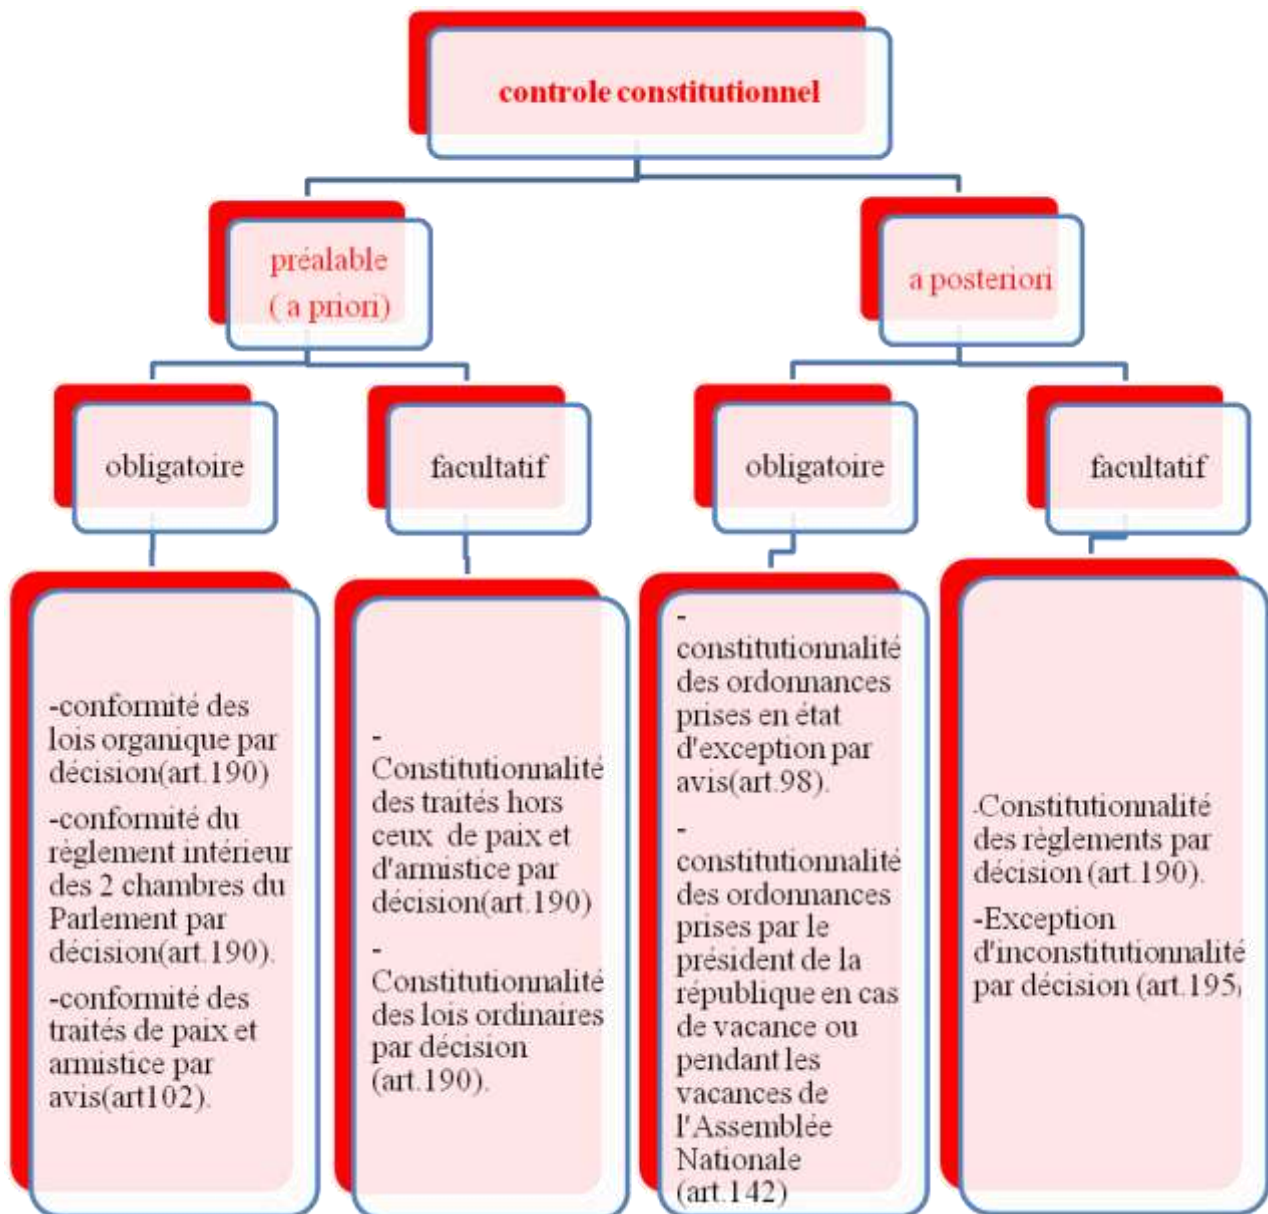 controle constitutionnel
préalable
( a priori)
a posteriori
obligatoire
facultatif
obligatoire
facultatif
-conformité des
lois organique par
décision(art.190)
-conformité du
règlement intérieur
des 2 chambres du
Parlement par
décision(art.190).
-conformité des
traités de paix et
armistice par
avis(art102).
-
Constitutionnalité
des traités hors
ceux de paix et
d'armistice par
décision(art.190)
-
Constitutionnalité
des lois ordinaires
par décision
(art.190).
-
constitutionnalité
des ordonnances
prises en état
d'exception par
avis(art.98).
-
constitutionnalité
des ordonnances
prises par le
président de la
république en cas
de vacance ou
pendant les
vacances de
l'Assemblée
Nationale
(art.142)
-Constitutionnalité
des règlements par
décision (art.190).
-Exception
d'inconstitutionnalité
par décision (art.195)